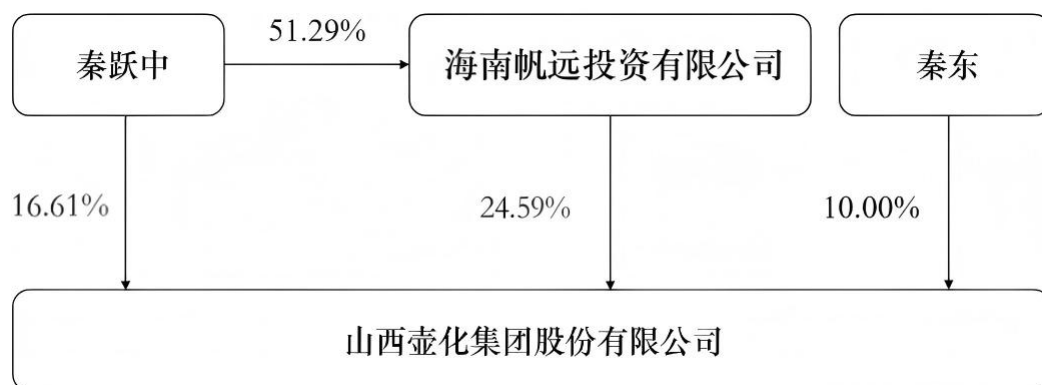 51.29%
秦跃中
海南帆远投资有限公司
秦东
16.61%
24.59%
10.00%
山西壶化集团股份有限公司